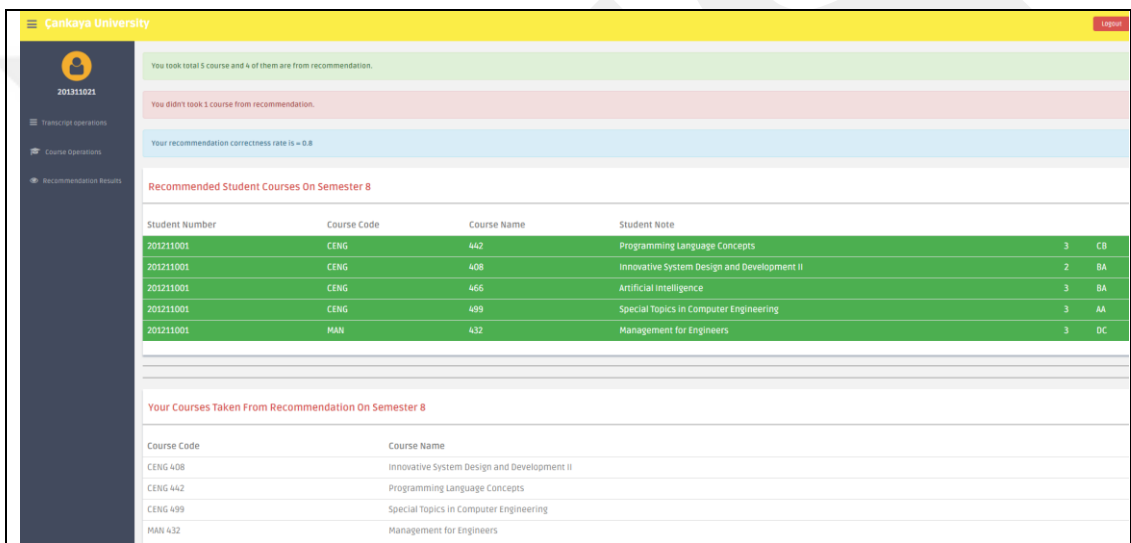 Çankaya University
Logout
201311021
Transcript operations
Course Operations
Recommendation Results
You took total 5 course and 4 of them are from recommendation.
You didn't took 1 course from recommendation.
Your recommendation correctness rate is = 0.8
Recommended Student Courses On Semester 8
Student Number Course Code Course Name Student Note
201211001 CENG 442 Programming Language Concepts 3 CB
201211001 CENG 408 Innovative System Design and Development II 2 BA
201211001 CENG 466 Artificial Intelligence 3 BA
201211001 CENG 499 Special Topics in Computer Engineering 3 AA
201211001 MAN 432 Management for Engineers 3 DC
Your Courses Taken From Recommendation On Semester 8
Course Code Course Name
CENG 408 Innovative System Design and Development II
CENG 442 Programming Language Concepts
CENG 499 Special Topics in Computer Engineering
MAN 432 Management for Engineers